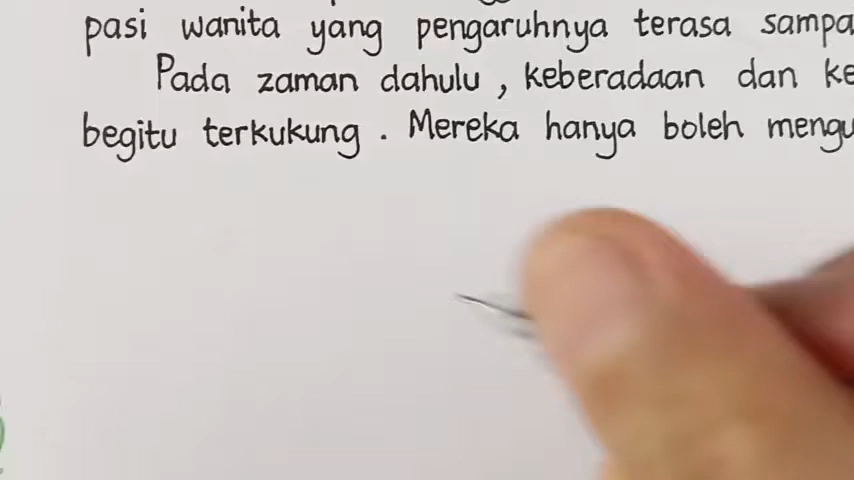 pasi wanita yang pengaruhnya terasa sampa
Pada zaman dahulu , keberadaan dan ke
begitu terkukung . Mereka hanya boleh mengu